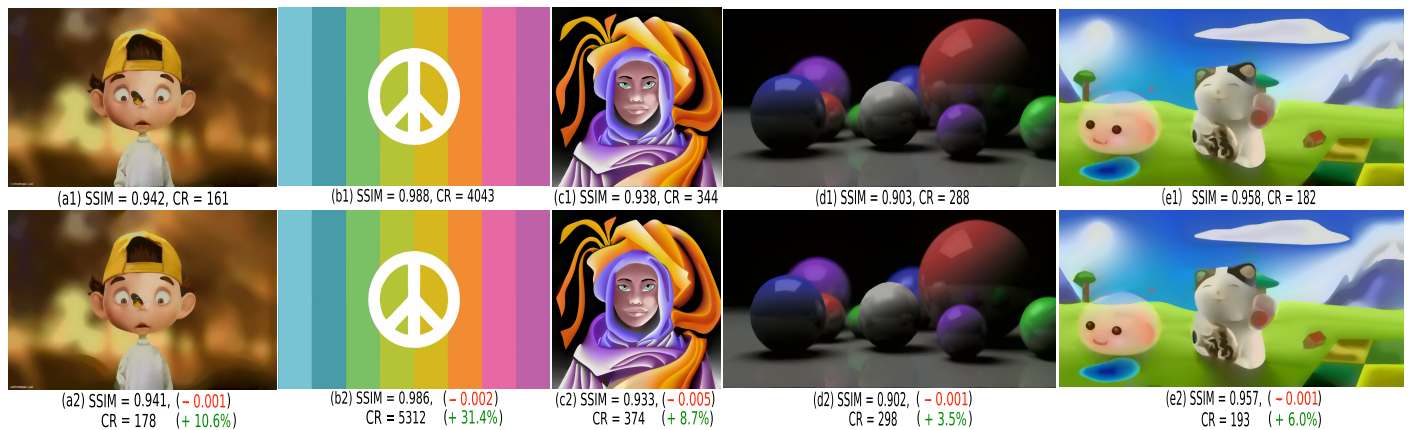 (a1) SSIM = 0.942, CR = 161
(b1) SSIM = 0.988, CR = 4043
(c1) SSIM = 0.938, CR = 344
(d1) SSIM = 0.903, CR = 288
(e1) SSIM = 0.958, CR = 182
(a2) SSIM = 0.941, (− 0.001)
CR = 178 (+ 10.6%)
(b2) SSIM = 0.986, (− 0.002)
CR = 5312 (+ 31.4%)
(c2) SSIM = 0.933, (− 0.005)
CR = 374 (+ 8.7%)
(d2) SSIM = 0.902, ( − 0.001)
CR = 298 ( + 3.5%)
(e2) SSIM = 0.957, ( − 0.001)
CR = 193 ( + 6.0%)